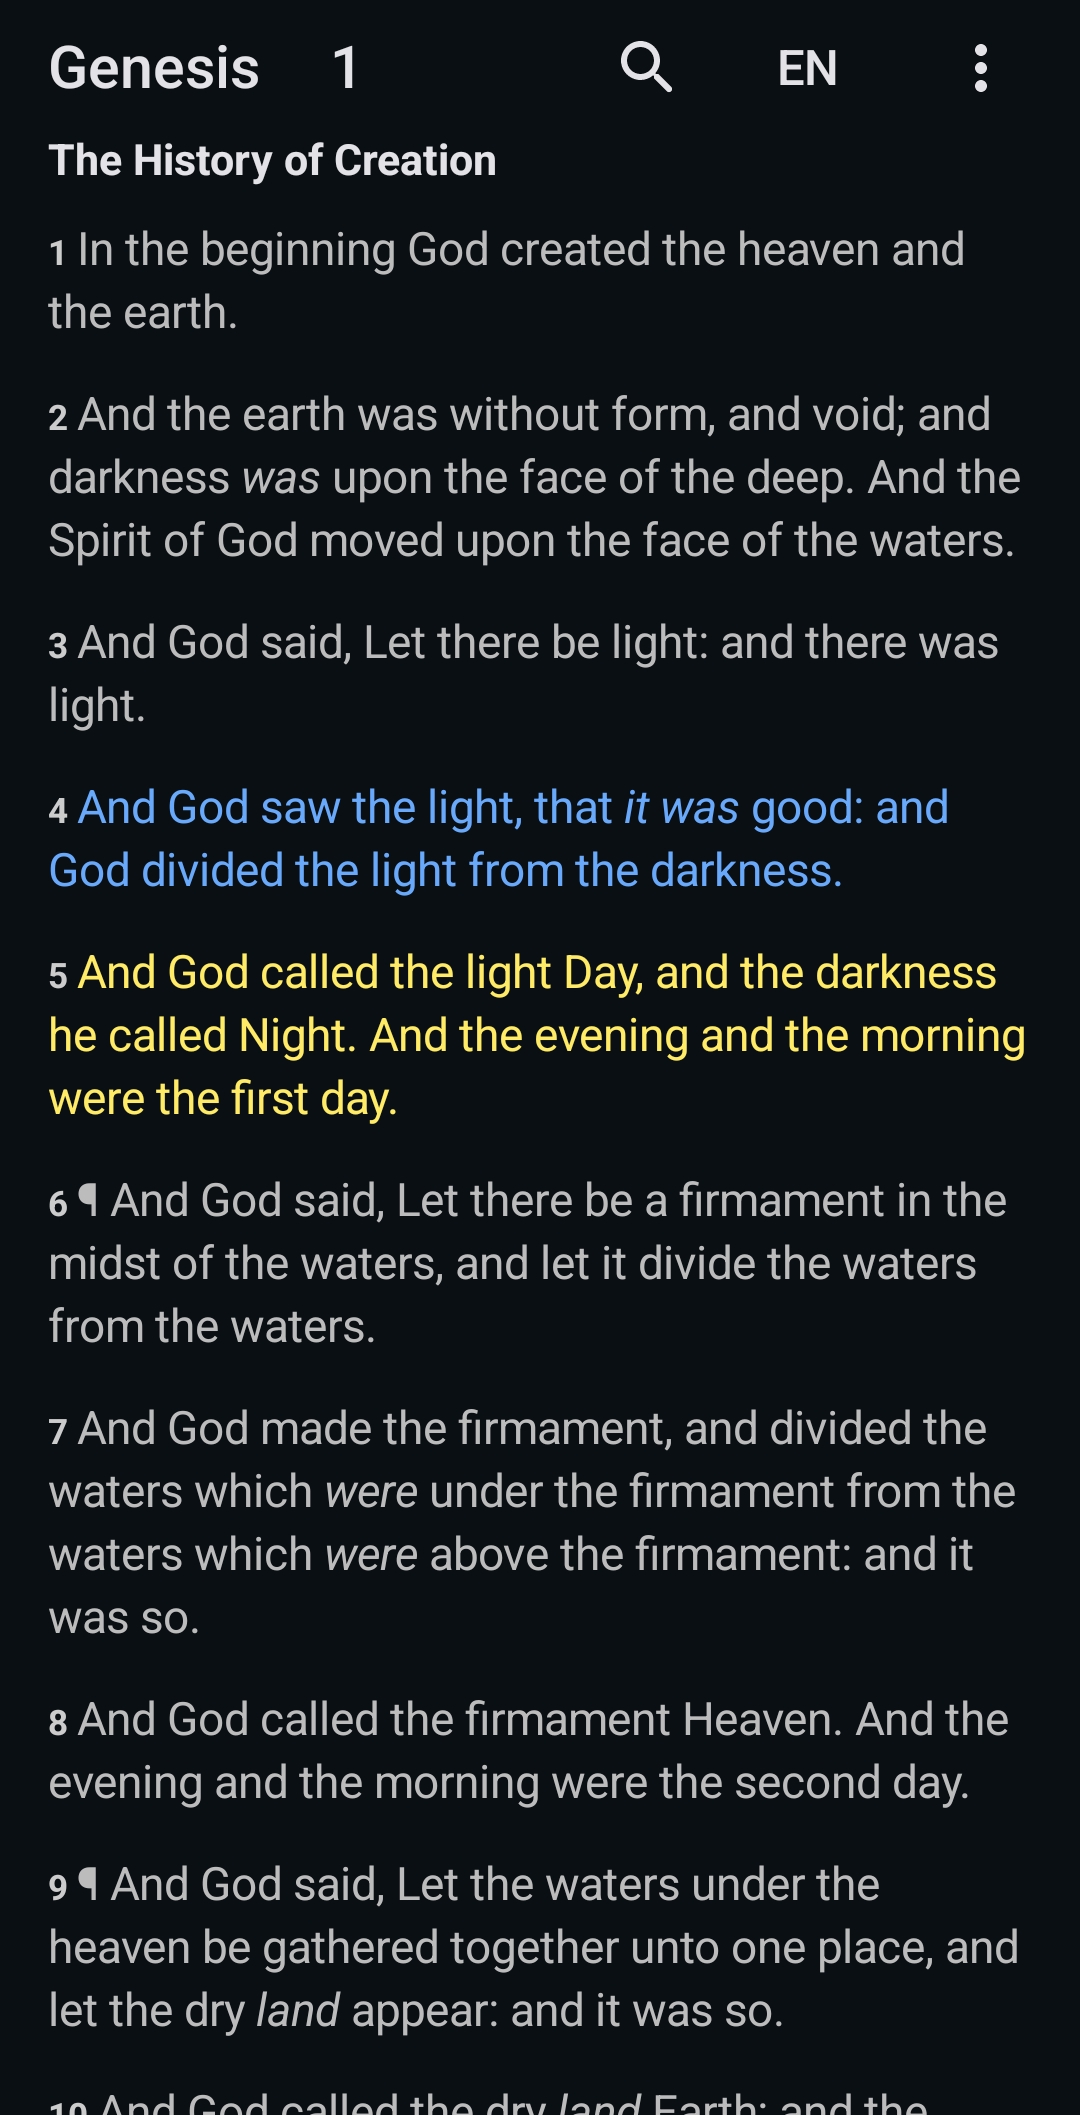 Genesis 1 EN
The History of Creation
1 In the beginning God created the heaven and
the earth.
2 And the earth was without form, and void; and
darkness was upon the face of the deep. And the
Spirit of God moved upon the face of the waters.
3 And God said, Let there be light: and there was
light.
4 And God saw the light, that it was good: and
God divided the light from the darkness.
5 And God called the light Day, and the darkness
he called Night. And the evening and the morning
were the first day.
6 ¶ And God said, Let there be a firmament in the
midst of the waters, and let it divide the waters
from the waters.
7 And God made the firmament, and divided the
waters which were under the firmament from the
waters which were above the firmament: and it
was so.
8 And God called the firmament Heaven. And the
evening and the morning were the second day.
9 ¶ And God said, Let the waters under the
heaven be gathered together unto one place, and
let the dry land appear: and it was so.
10 And God called the dry land Earth; and the